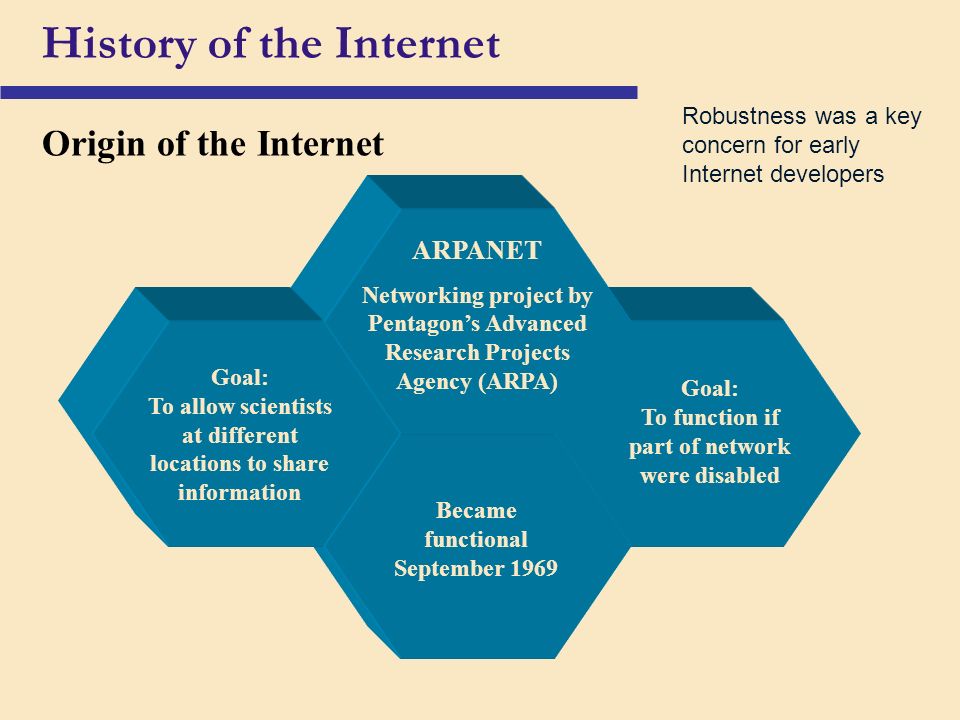 History of the Internet
Origin of the Internet
Robustness was a key
concern for early
Internet developers
ARPANET
Networking project by
Pentagon’s Advanced
Research Projects
Agency (ARPA)
Goal:
To allow scientists
at different
locations to share
information
Goal:
To function if
part of network
were disabled
Became
functional
September 1969